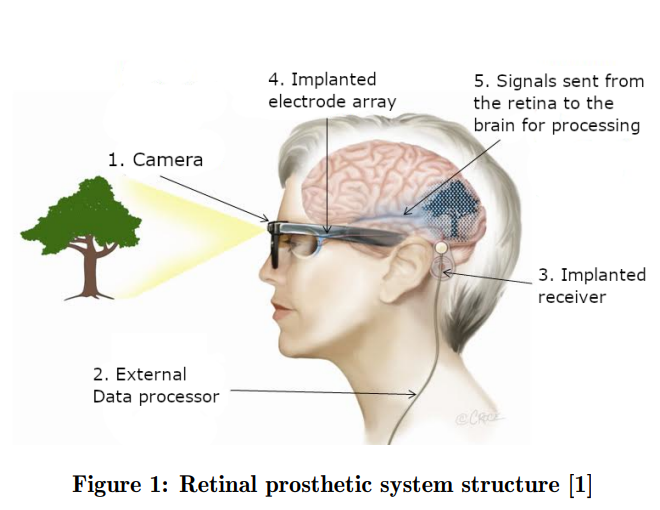 4. Implanted
electrode array
5. Signals sent from
the retina to the
brain for processing
1. Camera
3. Implanted
receiver
2. External
Data processor
Figure 1: Retinal prosthetic system structure [1]